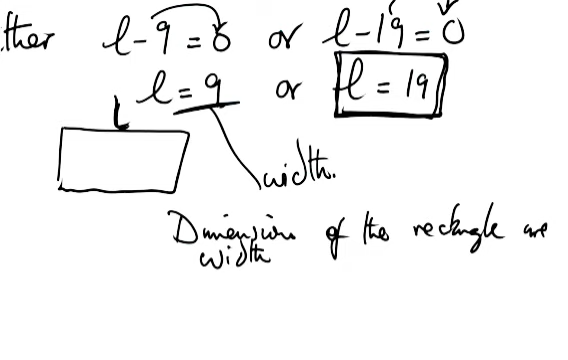 ther l-9=0 or l-19=0
l=9 or l=19
l
width.
Dimension of the rectangle are
width